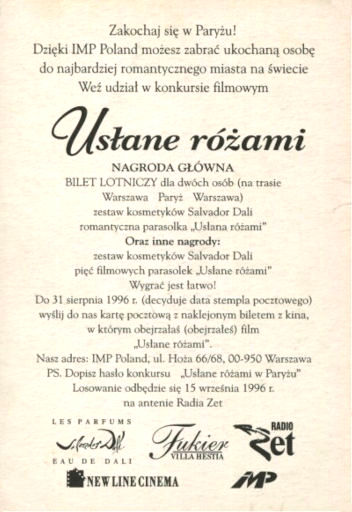 Zakochaj się w Paryżu!
Dzięki IMP Poland możesz zabrać ukochaną osobę
do najbardziej romantycznego miasta na świecie
Weź udział w konkursie filmowym
Usłane różami
NAGRODA GŁÓWNA
BILET LOTNICZY dla dwóch osób (na trasie
Warszawa Paryż Warszawa)
zestaw kosmetyków Salvador Dali
romantyczna parasolka „Usłana różami”
Oraz inne nagrody:
zestaw kosmetyków Salvador Dali
pięć filmowych parasolek „Usłane różami”
Wygrać jest łatwo!
Do 31 sierpnia 1996 r. (decyduje data stempla pocztowego)
wyślij do nas kartę pocztową z naklejonym biletem z kina,
w którym obejrzałaś (obejrzałeś) film
„Usłane różami”.
Nasz adres: IMP Poland, ul. Hoża 66/68, 00-950 Warszawa
PS. Dopisz hasło konkursu „Usłane różami w Paryżu”
Losowanie odbędzie się 15 września 1996 r.
na antenie Radia Zet
LES PARFUMS
Salvador Dali
EAU DE DALI
Fukier
VILLA HESTIA
RADIO
Zet
NEW LINE CINEMA
IMP